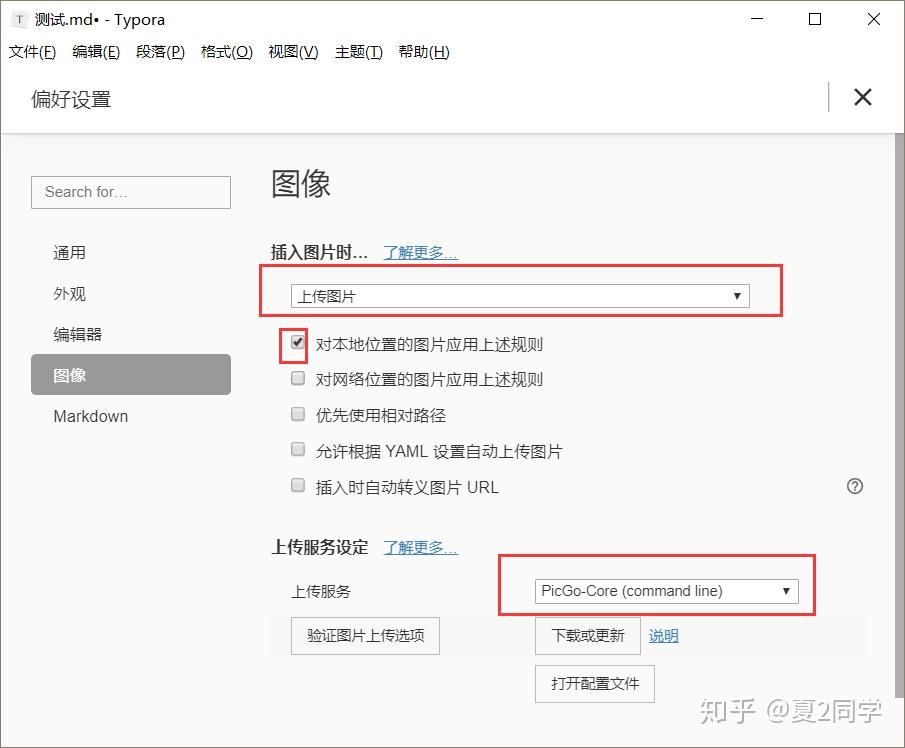 T 测试.md• - Typora
文件(F) 编辑(E) 段落(P) 格式(O) 视图(V) 主题(T) 帮助(H)
偏好设置
Search for...
通用
外观
编辑器
图像
Markdown
图像
插入图片时... 了解更多...
上传图片
对本地位置的图片应用上述规则
对网络位置的图片应用上述规则
优先使用相对路径
允许根据 YAML 设置自动上传图片
插入时自动转义图片 URL
上传服务设定 了解更多...
上传服务 PicGo-Core (command line)
验证图片上传选项 下载或更新 说明
打开配置文件
知乎 @夏2同学